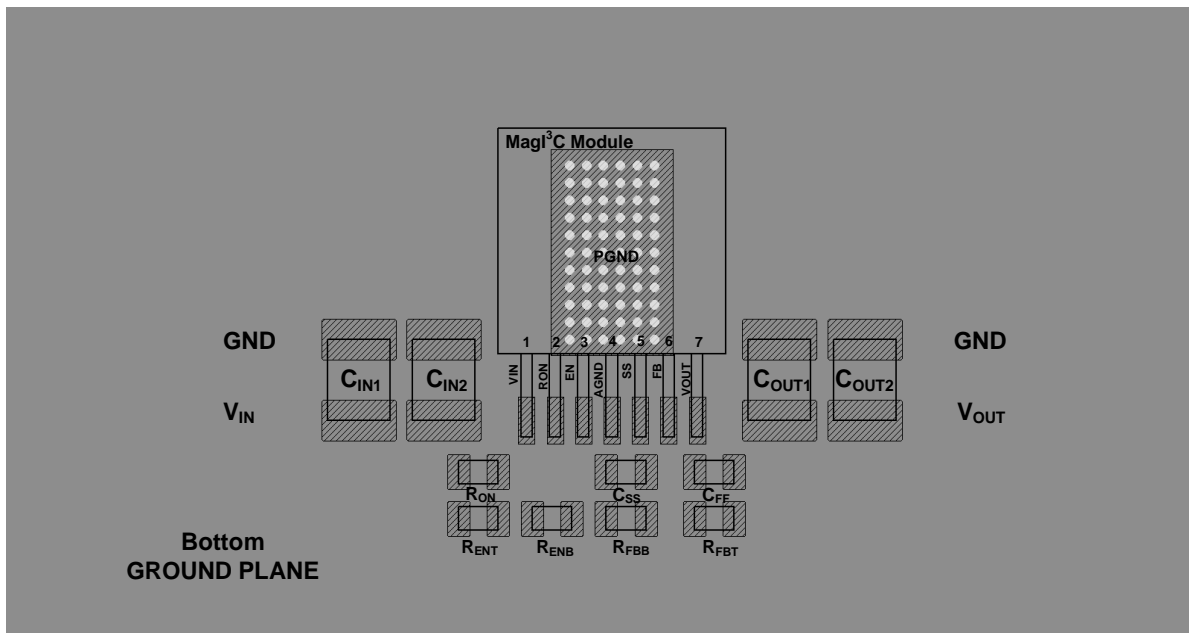 MagI³C Module
PGND
1 2 3 4 5 6 7
VIN
RON
EN
AGND
SS
FB
VOUT
GND
V_IN
C_IN1
C_IN2
C_OUT1
C_OUT2
GND
V_OUT
R_ON
C_SS
C_FF
R_ENT
R_ENB
R_FBB
R_FBT
Bottom
GROUND PLANE